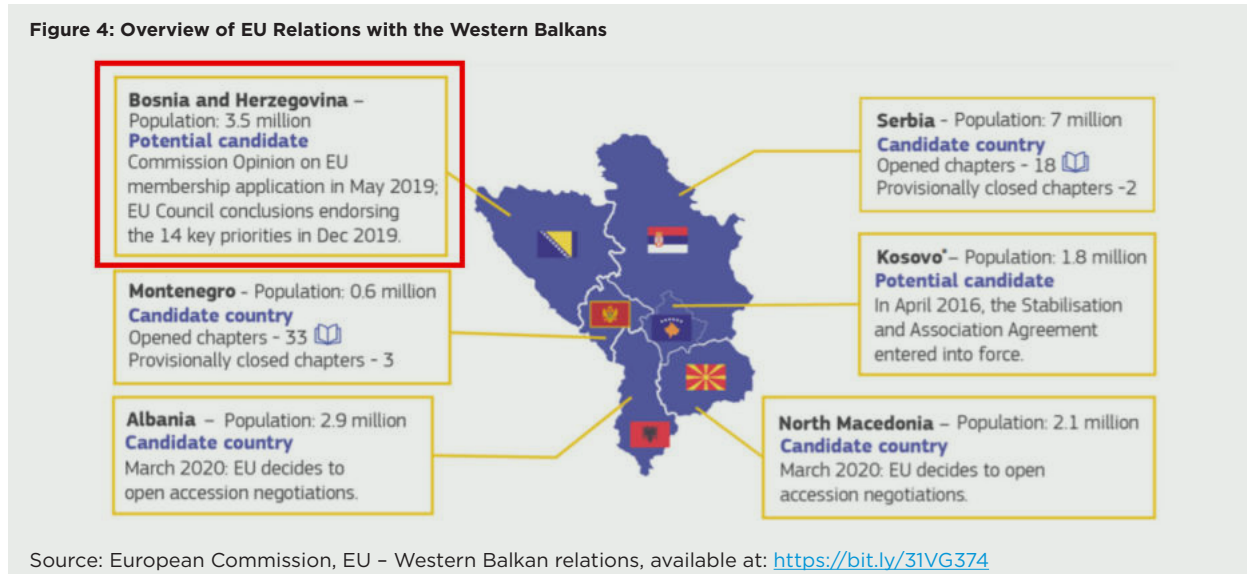 Figure 4: Overview of EU Relations with the Western Balkans
Bosnia and Herzegovina –
Population: 3.5 million
Potential candidate
Commission Opinion on EU
membership application in May 2019;
EU Council conclusions endorsing
the 14 key priorities in Dec 2019.
Montenegro - Population: 0.6 million
Candidate country
Opened chapters - 33
Provisionally closed chapters - 3
Albania – Population: 2.9 million
Candidate country
March 2020: EU decides to
open accession negotiations.
Serbia - Population: 7 million
Candidate country
Opened chapters - 18
Provisionally closed chapters -2
Kosovo*– Population: 1.8 million
Potential candidate
In April 2016, the Stabilisation
and Association Agreement
entered into force.
North Macedonia – Population: 2.1 million
Candidate country
March 2020: EU decides to open
accession negotiations.
Source: European Commission, EU – Western Balkan relations, available at: https://bit.ly/31VG374